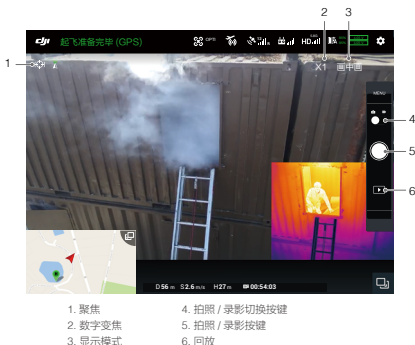 2 3
dji 起飞准备完毕 (GPS) GPS HD
1 X1 画中画
MENU
4
5
6
D 56 m S 2.6 m/s H 27 m 00:54:03
1. 聚焦 4. 拍照 / 录影切换按键
2. 数字变焦 5. 拍照 / 录影按键
3. 显示模式 6. 回放